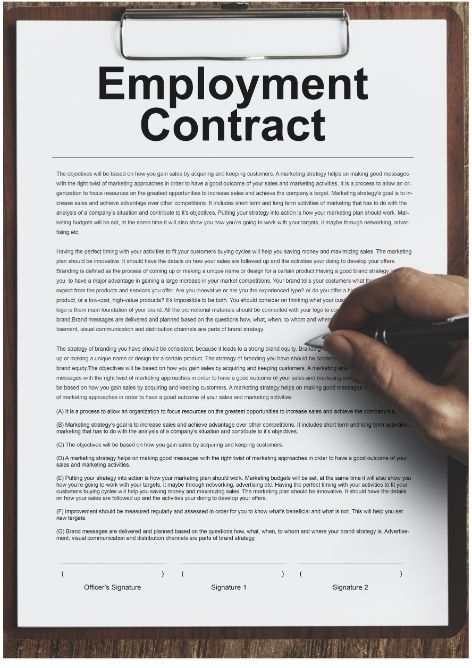 Employment
Contract
The objectives will be based on how you gain sales by acquiring and keeping customers. A marketing strategy helps on making good messages
with the right twist of marketing approaches in order to have a good outcome of your sales and marketing activities. It is a process to allow an or-
ganization to focus resources on the greatest opportunities to increase sales and achieve the company's target. Marketing strategy's goal is to in-
crease sales and achieve advantage over other competitions. It includes short term and long term activities of marketing that has to do with the
analysis of a company's situation and contribute to it's objectives. Putting your strategy into action is how your marketing plan should work. Mar-
keting budgets will be set, at the same time it will also show you how you're going to work with your targets, it maybe through networking, adver-
tising etc
Having the perfect timing with your activities to fit your customers buying cycles will help you saving money and maximizing sales. The marketing
plan should be innovative. It should have the details on how your sales are followed up and the activities your doing to develop your offers.
Branding is defined as the process of coming up or making a unique name or design for a certain product.Having a good brand strategy
you to have a major advantage in gaining a large increase in your market competitions. Your brand tells your costumers what
expect from the products and services you offer. Are you innovative or are you the experienced type? or do you offer a
product, or a low-cost, high-value products? It's impossible to be both. You should consider on thinking what your
logo is them main foundation of your brand. All the promotional materials should be connected with your logo to
brand.Brand messages are delivered and planned based on the questions how, what, when, to whom and where
tisement, visual communication and distribution channels are parts of brand strategy.
The strategy of branding you have should be consistent, because it leads to a strong brand equity.
up or making a unique name or design for a certain product. The strategy of branding you have should be
brand equity.The objectives will be based on how you gain sales by acquiring and keeping customers. A marketing
messages with the right twist of marketing approaches in order to have a good outcome of your sales and marketing
be based on how you gain sales by acquiring and keeping customers. A marketing strategy helps on making good messages
of marketing approaches in order to have a good outcome of your sales and marketing activities.
(A) It is a process to allow an organization to focus resources on the greatest opportunities to increase sales and achieve the company's
(B) Marketing strategy's goal is to increase sales and achieve advantage over other competitions. It includes short term and long term activities
marketing that has to do with the analysis of a company's situation and contribute to it's objectives.
(C) The objectives will be based on how you gain sales by acquiring and keeping customers.
(D) A marketing strategy helps on making good messages with the right twist of marketing approaches in order to have a good outcome of your
sales and marketing activities.
(E) Putting your strategy into action is how your marketing plan should work. Marketing budgets will be set, at the same time it will also show you
how you're going to work with your targets, it maybe through networking, advertising etc. Having the perfect timing with your activities to fit your
customers buying cycles will help you saving money and maximizing sales. The marketing plan should be innovative. It should have the details
on how your sales are followed up and the activities your doing to develop your offers.
(F) Improvement should be measured regularly and assessed in order for you to know what's beneficial and what is not. This will help you set
new targets.
(G) Brand messages are delivered and planned based on the questions how, what, when, to whom and where your brand strategy is. Advertise-
ment, visual communication and distribution channels are parts of brand strategy.
( ) ( ) ( )
Officer's Signature Signature 1 Signature 2